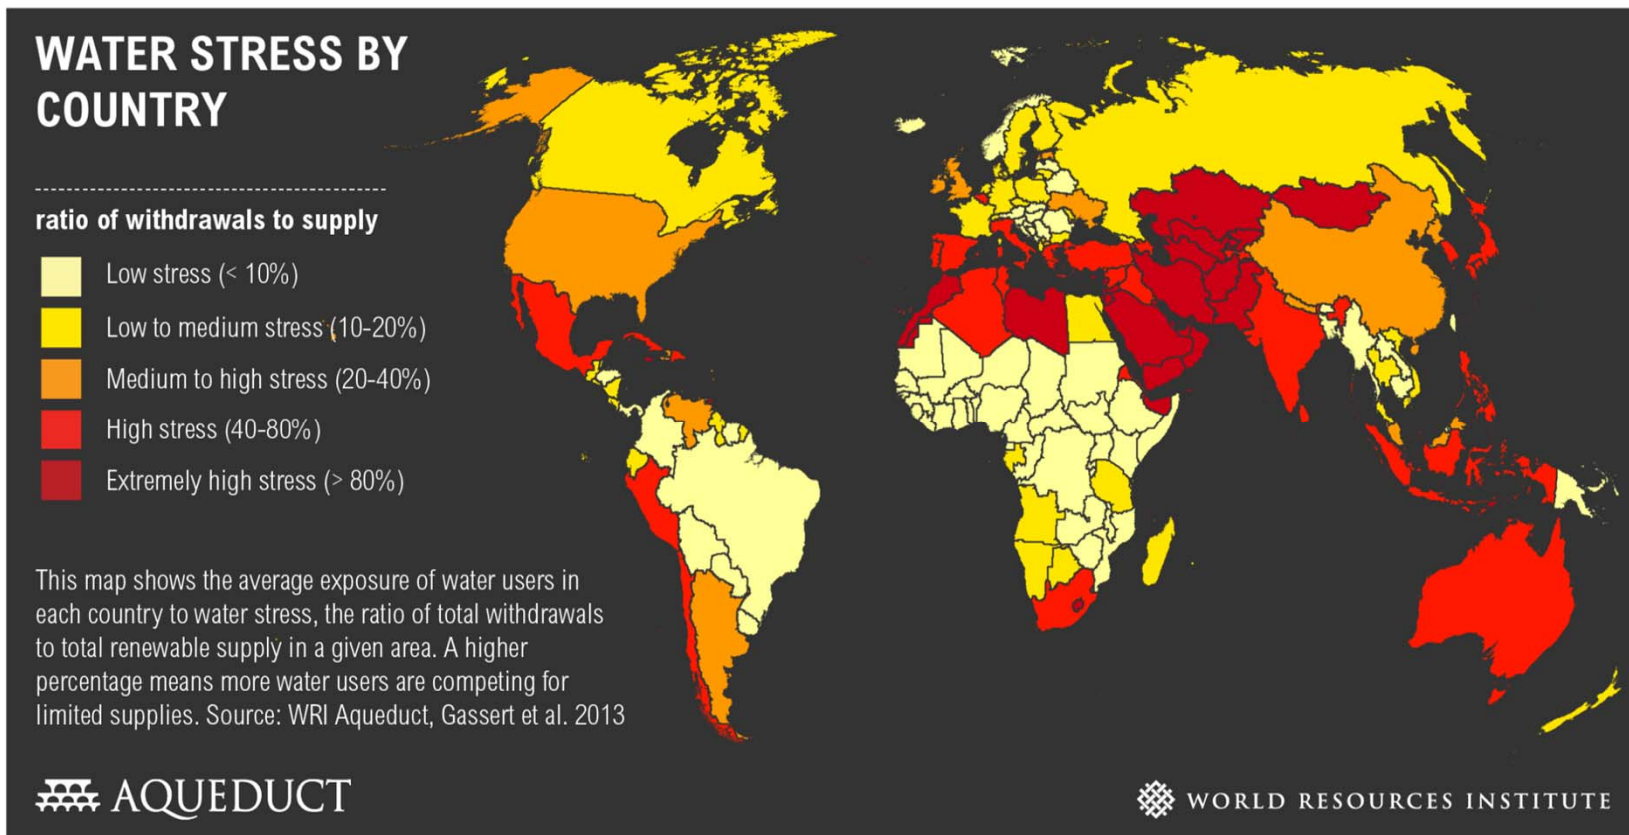 WATER STRESS BY
COUNTRY
ratio of withdrawals to supply
Low stress (< 10%)
Low to medium stress (10-20%)
Medium to high stress (20-40%)
High stress (40-80%)
Extremely high stress (> 80%)
This map shows the average exposure of water users in
each country to water stress, the ratio of total withdrawals
to total renewable supply in a given area. A higher
percentage means more water users are competing for
limited supplies. Source: WRI Aqueduct, Gassert et al. 2013
AQUEDUCT
WORLD RESOURCES INSTITUTE